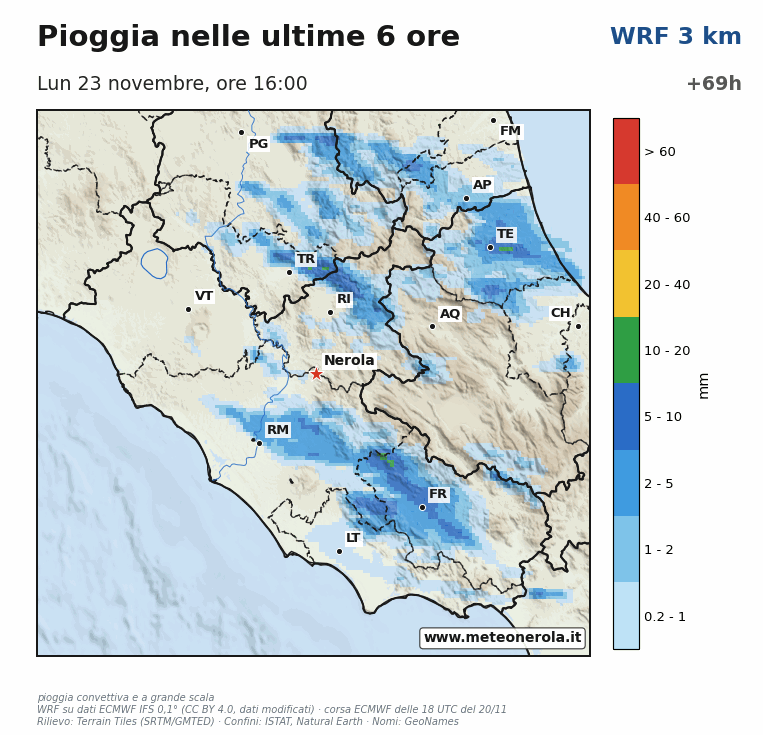 Pioggia nelle ultime 6 ore
WRF 3 km
Lun 23 novembre, ore 16:00
+69h
FM
PG
AP
TE
TR
RI
VT
AQ
CH
Nerola
RM
FR
LT
> 60
40 - 60
20 - 40
10 - 20
5 - 10
2 - 5
1 - 2
0.2 - 1
mm
www.meteonerola.it
pioggia convettiva e a grande scala
WRF su dati ECMWF IFS 0,1° (CC BY 4.0, dati modificati) · corsa ECMWF delle 18 UTC del 20/11
Rilievo: Terrain Tiles (SRTM/GMTED) · Confini: ISTAT, Natural Earth · Nomi: GeoNames